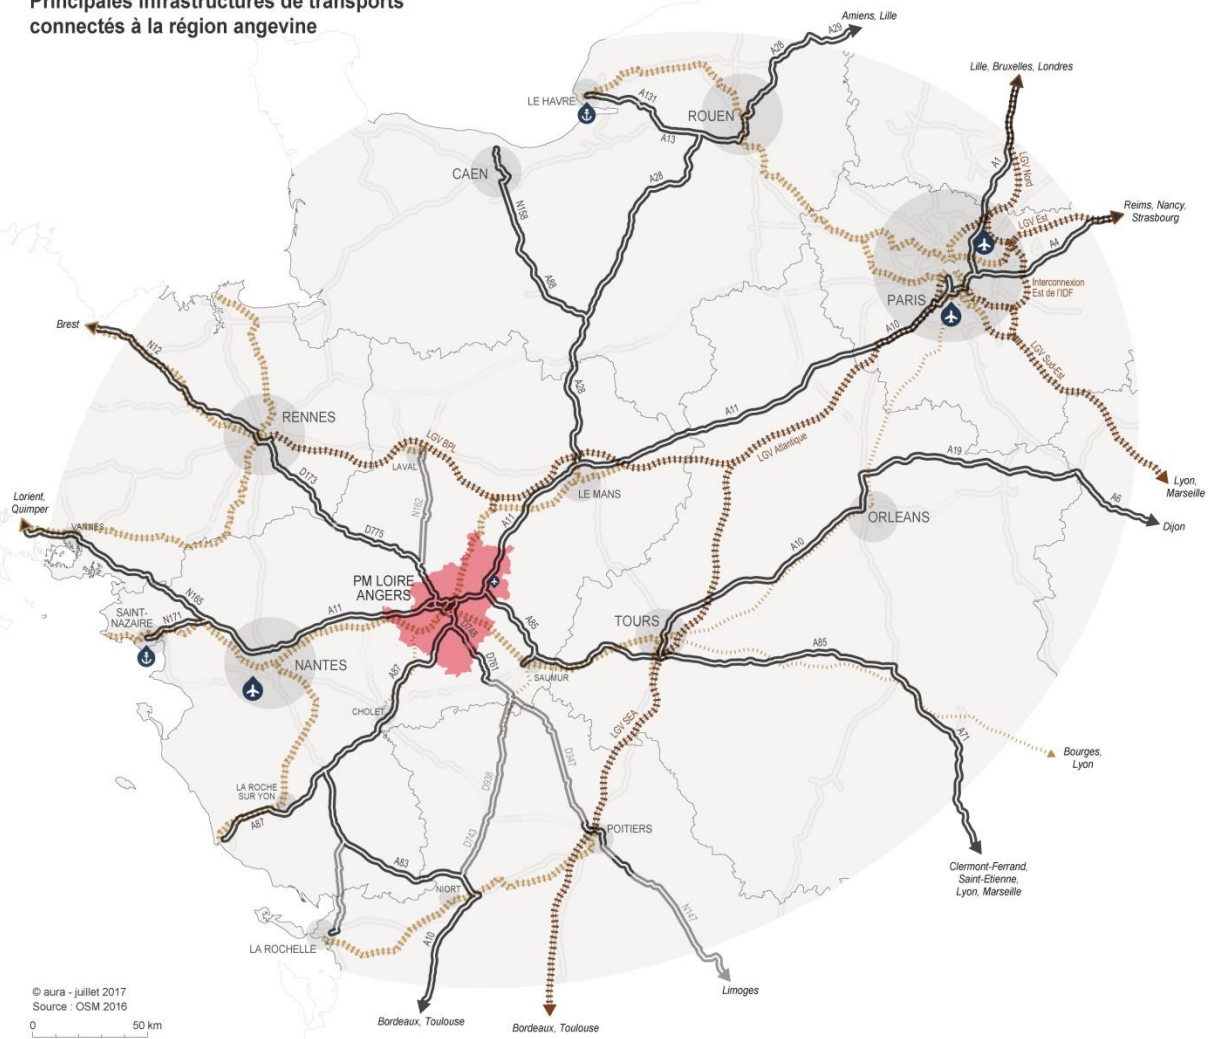 Principales infrastructures de transports
connectés à la région angevine
Amiens, Lille
A29
A28
Lille, Bruxelles, Londres
LE HAVRE
A131
ROUEN
A13
A1
LGV Nord
CAEN
A28
N158
Reims, Nancy,
Strasbourg
LGV Est
A4
A88
Interconnexion
Est de l'IDF
PARIS
A10
Brest
N12
LGV Sud-Est
A28
RENNES
A11
LGV BPL
LGV Atlantique
LAVAL
A19
D173
Lyon,
Marseille
LE MANS
Lorient,
Quimper
N162
A11
A6
ORLEANS
Dijon
VANNES
D775
A10
PM LOIRE
ANGERS
N165
SAINT-
NAZAIRE
N171
A11
A85
TOURS
D748
A85
NANTES
D761
A87
SAUMUR
CHOLET
LGV SEA
A71
Bourges,
Lyon
D938
D347
LA ROCHE
SUR YON
A87
D743
POITIERS
A83
Clermont-Ferrand,
Saint-Etienne,
Lyon, Marseille
NIORT
N147
A10
LA ROCHELLE
Limoges
© aura - juillet 2017
Source : OSM 2016
0 50 km
Bordeaux, Toulouse
Bordeaux, Toulouse